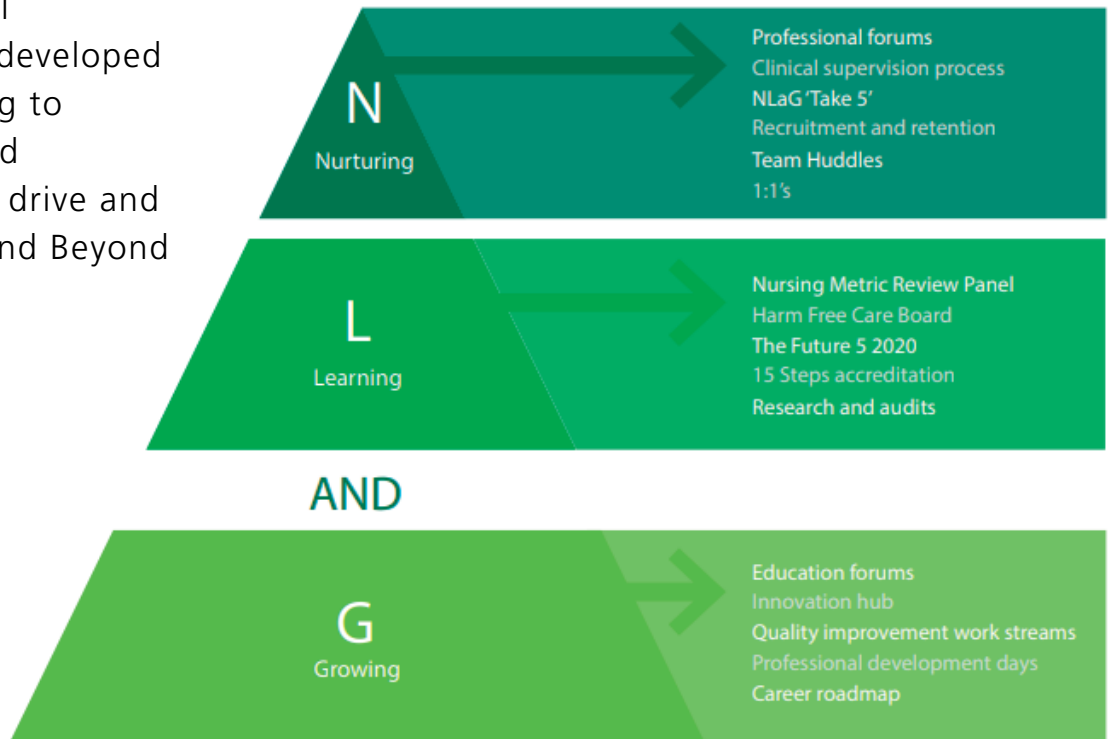 developed
g to
d
drive and
nd Beyond
N
Nurturing
Professional forums
Clinical supervision process
NLaG 'Take 5'
Recruitment and retention
Team Huddles
1:1's
L
Learning
Nursing Metric Review Panel
Harm Free Care Board
The Future 5 2020
15 Steps accreditation
Research and audits
AND
G
Growing
Education forums
Innovation hub
Quality improvement work streams
Professional development days
Career roadmap